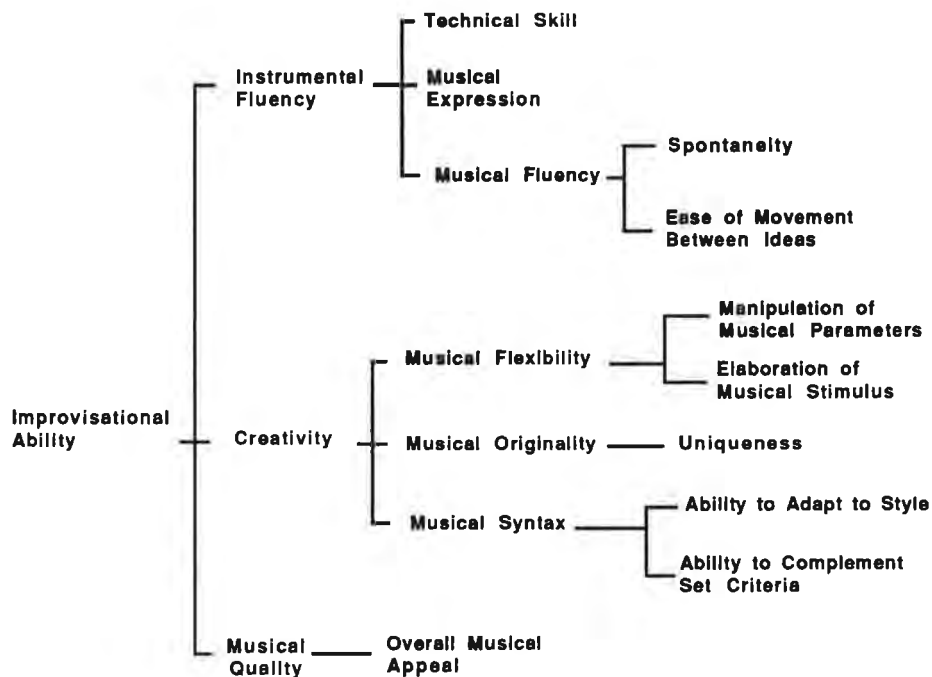 Technical Skill
Instrumental
Fluency
Musical
Expression
Musical Fluency
Spontaneity
Ease of Movement
Between Ideas
Manipulation of
Musical Parameters
Musical Flexibility
Elaboration of
Musical Stimulus
Improvisational
Ability
Creativity
Musical Originality
Uniqueness
Musical Syntax
Ability to Adapt to Style
Ability to Complement
Set Criteria
Musical
Quality
Overall Musical
Appeal